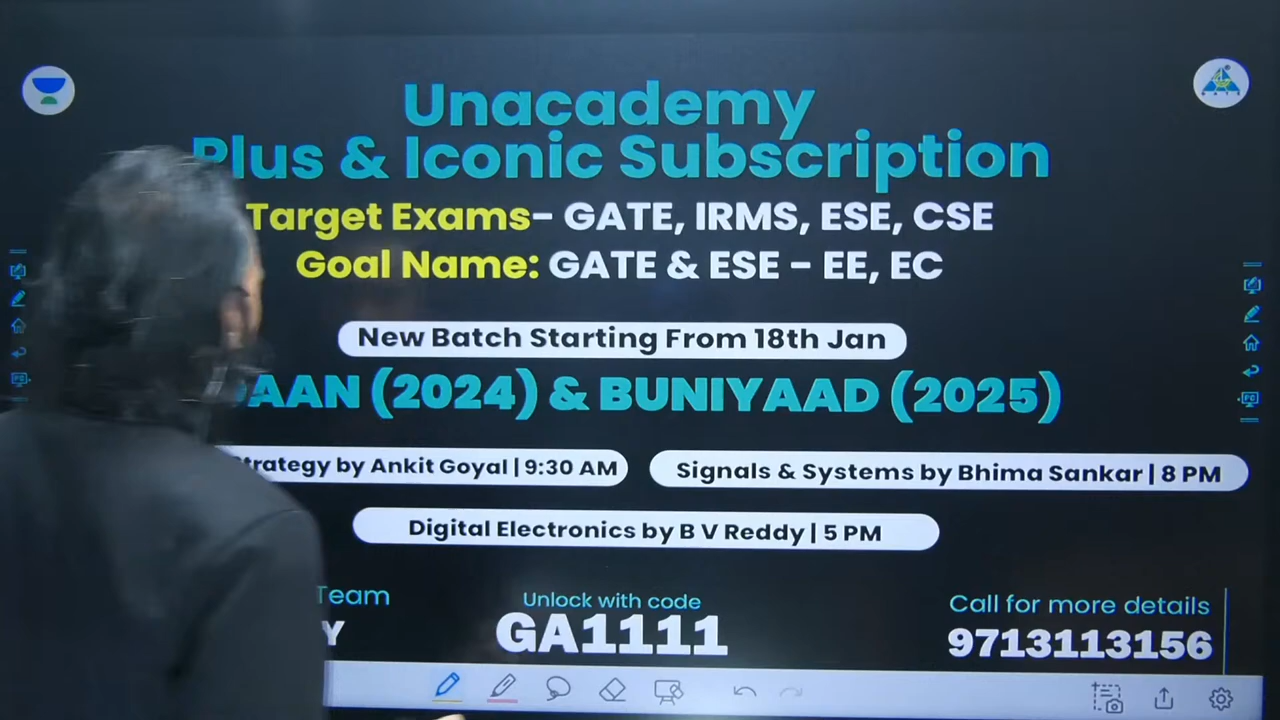 Unacademy
Plus & Iconic Subscription
Target Exams- GATE, IRMS, ESE, CSE
Goal Name: GATE & ESE - EE, EC
New Batch Starting From 18th Jan
(2024) & BUNIYAAD (2025)
Strategy by Ankit Goyal | 9:30 AM
Signals & Systems by Bhima Sankar | 8 PM
Digital Electronics by B V Reddy | 5 PM
Team
Unlock with code
GA1111
Call for more details
9713113156